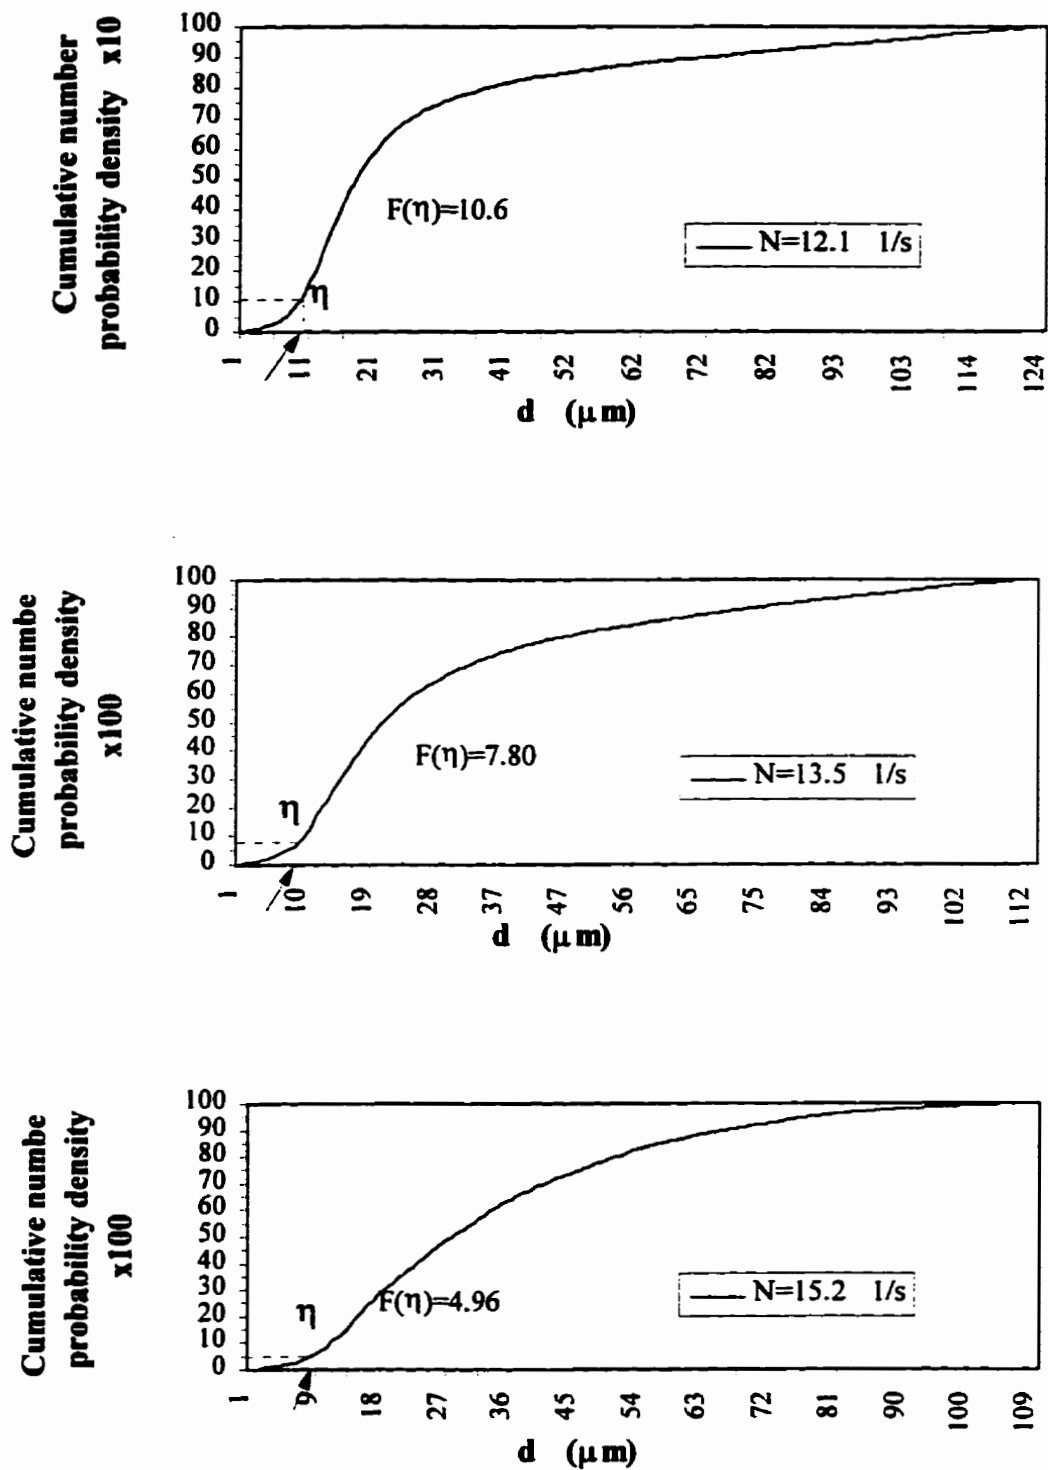 Cumulative number
probability density x10
100
90
80
70
60
50
40
30
20
10
0
F(η)=10.6
η
N=12.1 1/s
1 11 21 31 41 52 62 72 82 93 103 114 124
d (μm)
Cumulative numbe
probability density
x100
100
90
80
70
60
50
40
30
20
10
0
F(η)=7.80
η
N=13.5 1/s
1 10 19 28 37 47 56 65 75 84 93 102 112
d (μm)
Cumulative numbe
probability density
x100
100
90
80
70
60
50
40
30
20
10
0
F(η)=4.96
η
N=15.2 1/s
1 9 18 27 36 45 54 63 72 81 90 100 109
d (μm)